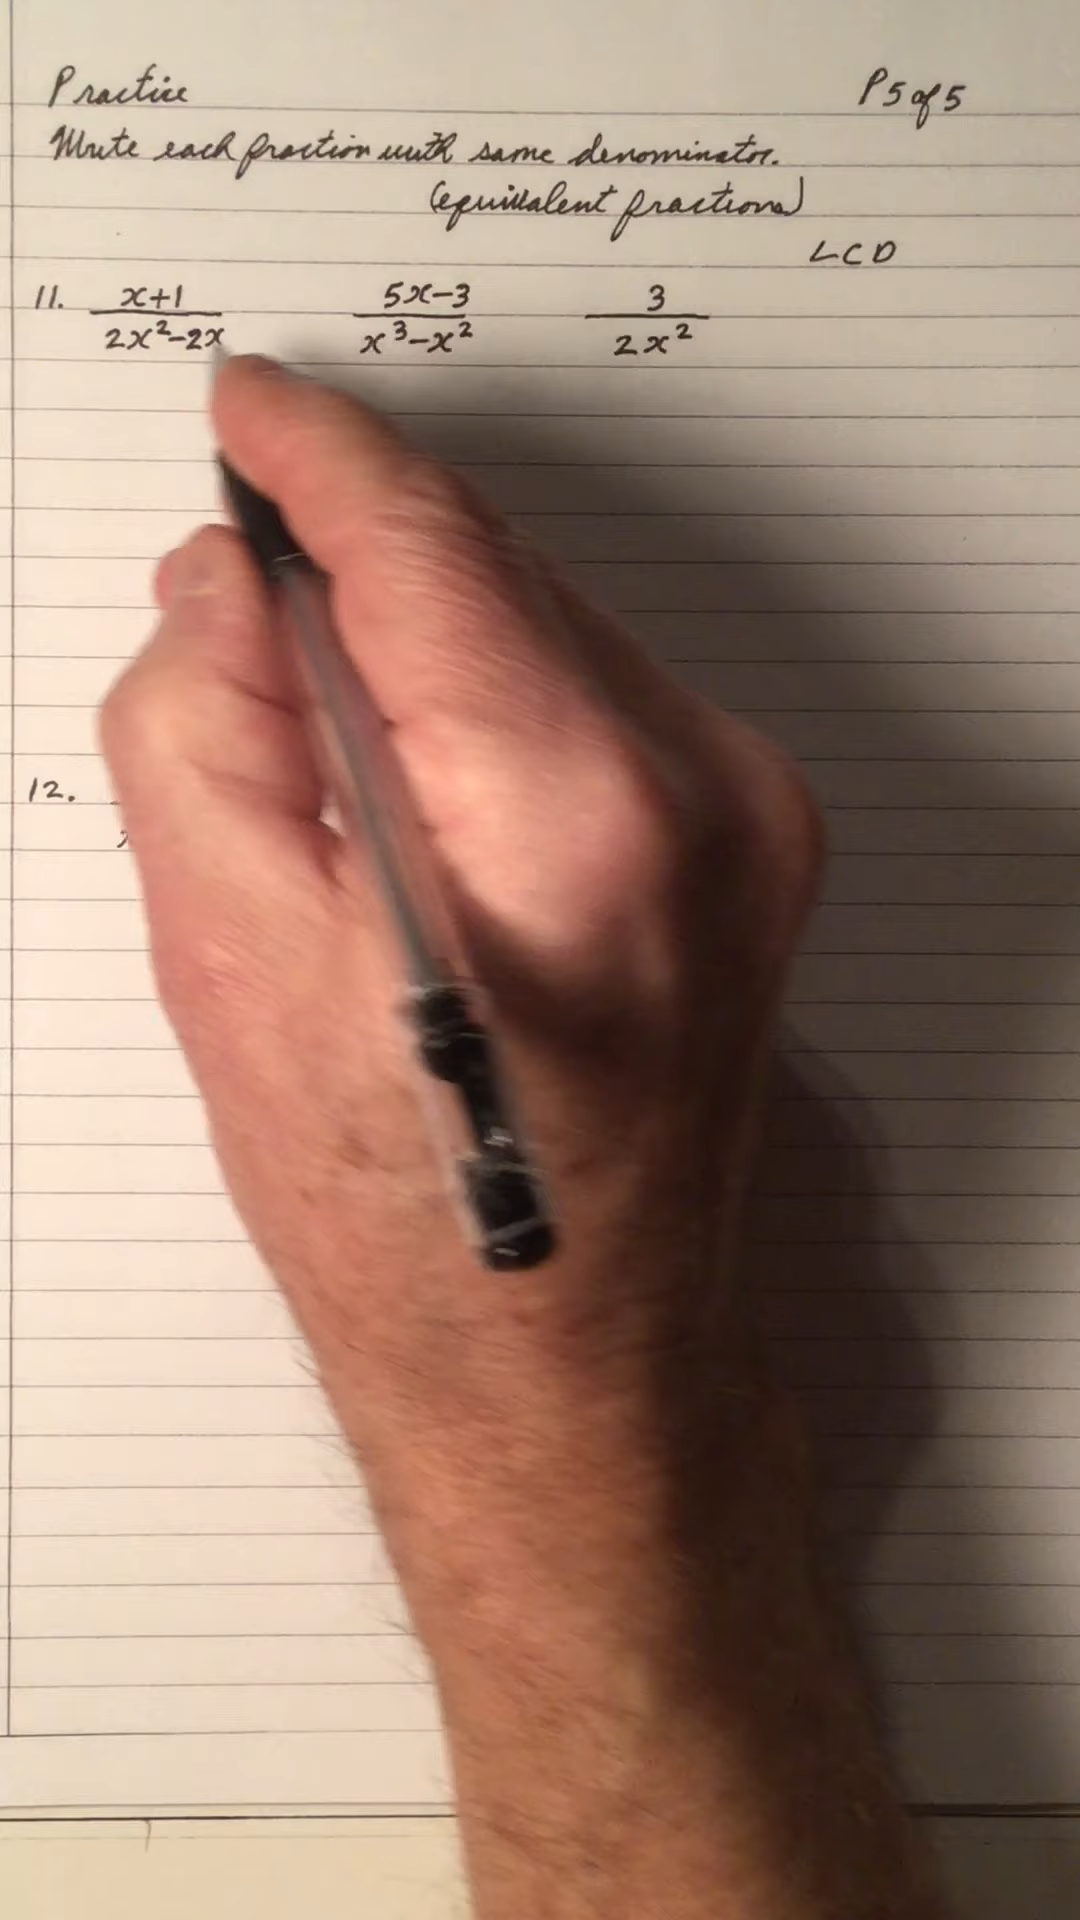 Practice P5 of 5
Write each fraction with same denominator.
(equivalent fractions)
LCD
11. x+1 5x-3 3
2x²-2x x³-x² 2x²
12.